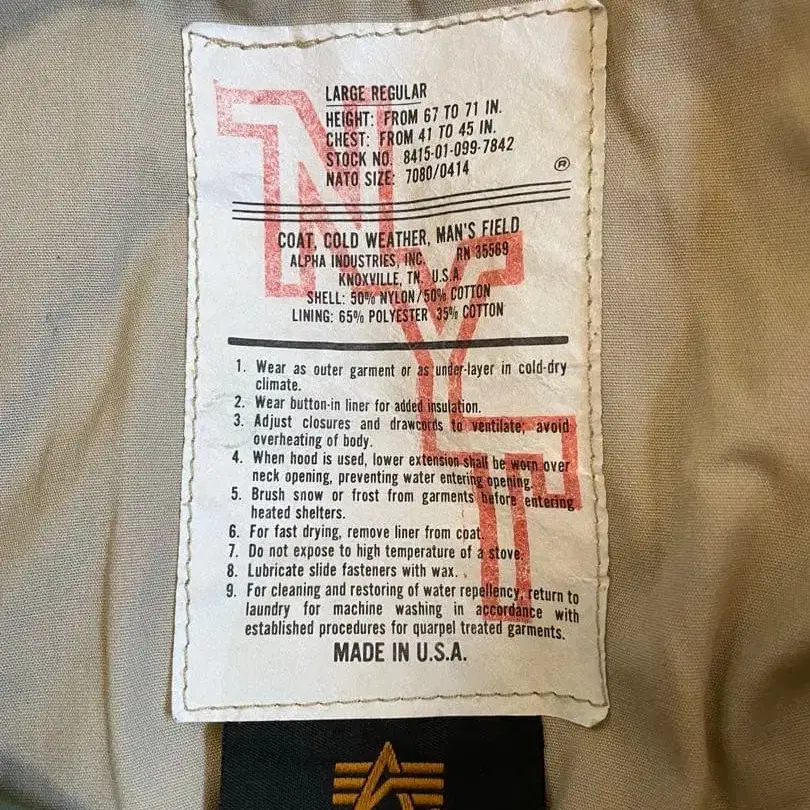 LARGE REGULAR
HEIGHT: FROM 67 TO 71 IN.
CHEST: FROM 41 TO 45 IN.
STOCK NO. 8415-01-099-7842
NATO SIZE: 7080/0414
®
COAT, COLD WEATHER, MAN'S FIELD
ALPHA INDUSTRIES, INC. RN 35569
KNOXVILLE, TN. U.S.A.
SHELL: 50% NYLON/50% COTTON
LINING: 65% POLYESTER 35% COTTON
1. Wear as outer garment or as under-layer in cold-dry
climate.
2. Wear button-in liner for added insulation.
3. Adjust closures and drawcords to ventilate; avoid
overheating of body.
4. When hood is used, lower extension shall be worn over
neck opening, preventing water entering opening.
5. Brush snow or frost from garments before entering
heated shelters.
6. For fast drying, remove liner from coat.
7. Do not expose to high temperature of a stove.
8. Lubricate slide fasteners with wax.
9. For cleaning and restoring of water repellency, return to
laundry for machine washing in accordance with
established procedures for quarpel treated garments.
MADE IN U.S.A.